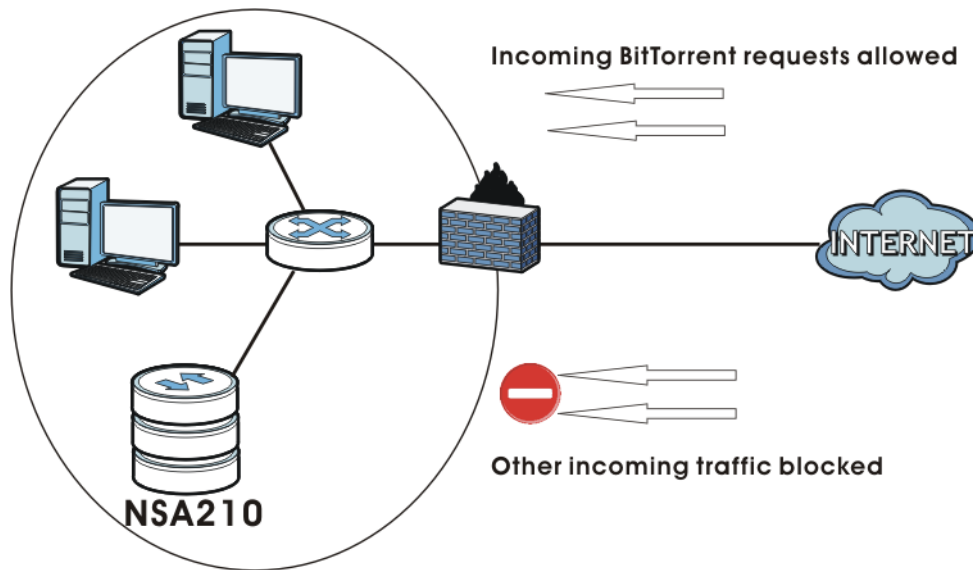 Incoming BitTorrent requests allowed
INTERNET
Other incoming traffic blocked
NSA210